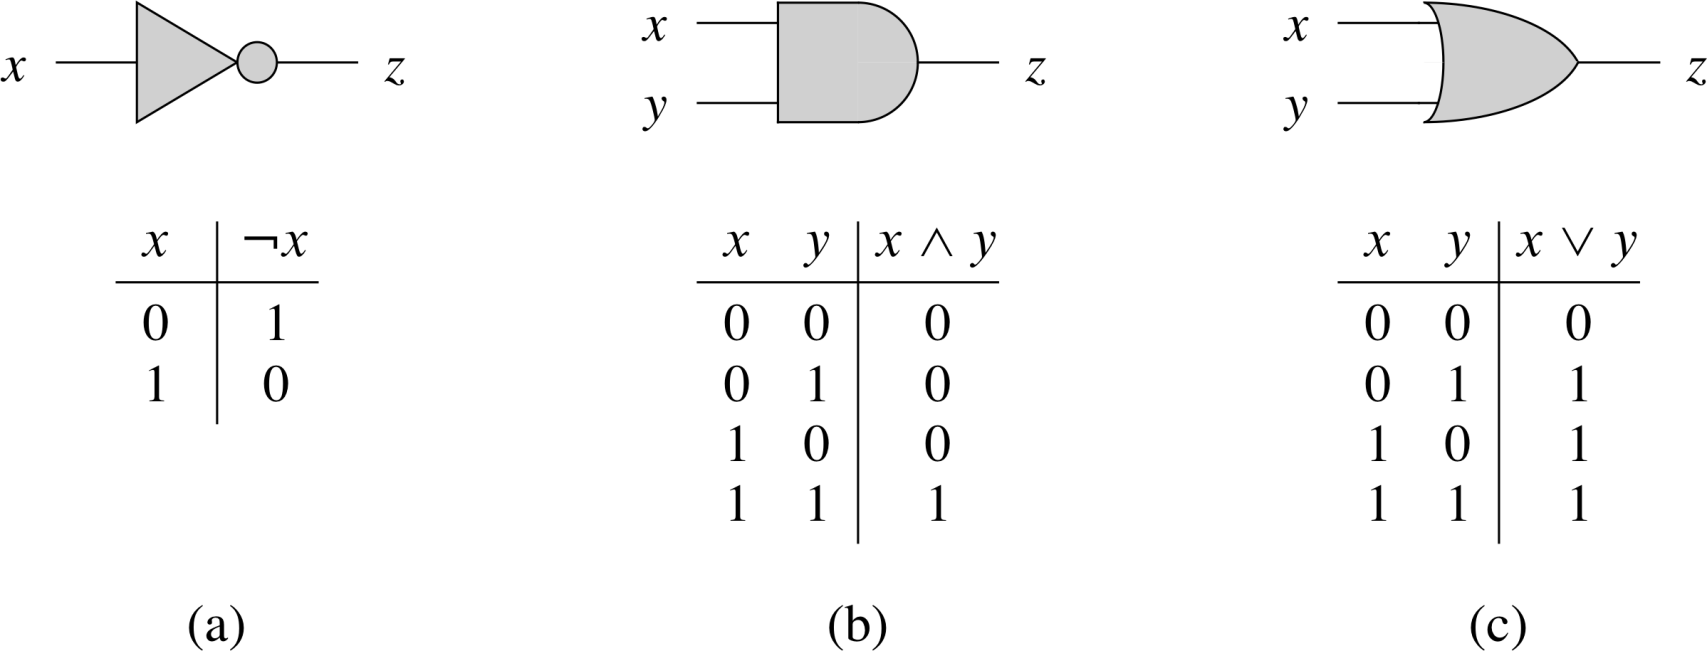 x z
x y z
x y z
x ¬x
0 1
1 0
x y x ∧ y
0 0 0
0 1 0
1 0 0
1 1 1
x y x ∨ y
0 0 0
0 1 1
1 0 1
1 1 1
(a) (b) (c)